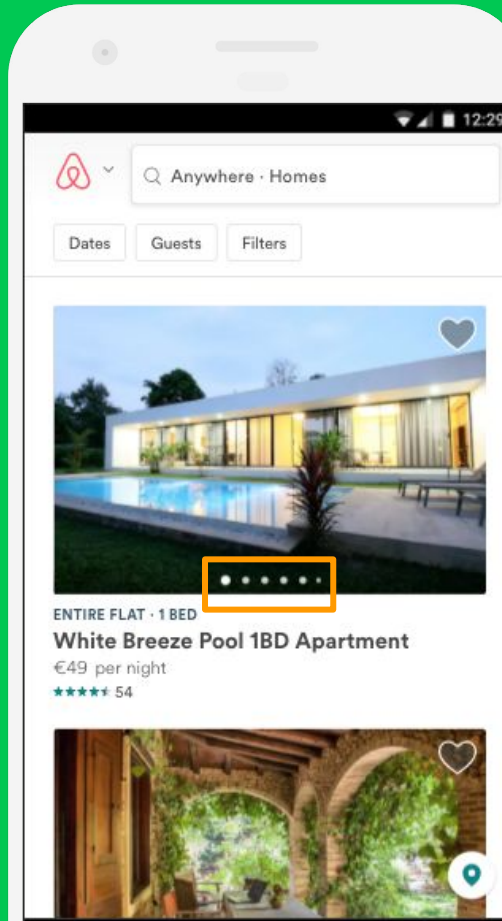 12:29
Anywhere · Homes
Dates Guests Filters
ENTIRE FLAT · 1 BED
White Breeze Pool 1BD Apartment
€49 per night
54